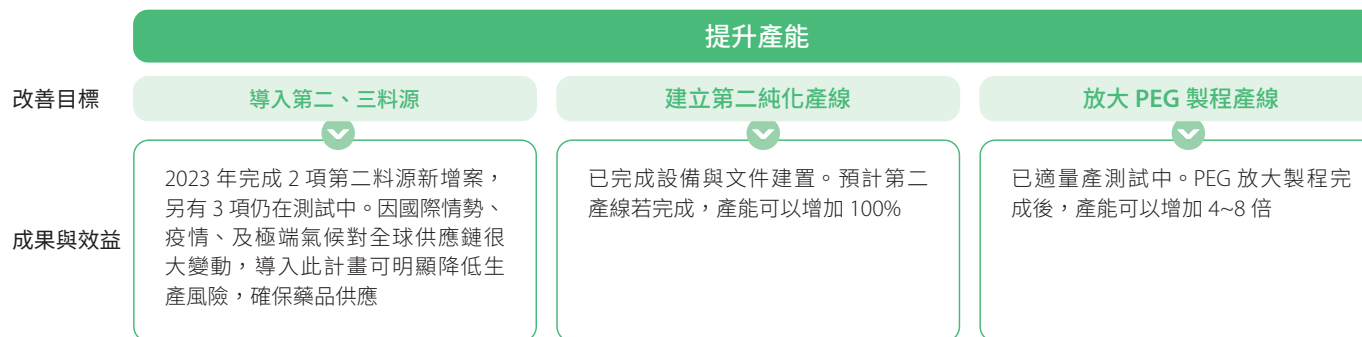 提升產能
改善目標
導入第二、三料源
建立第二純化產線
放大 PEG 製程產線
成果與效益
2023 年完成 2 項第二料源新增案，
另有 3 項仍在測試中。因國際情勢、
疫情、及極端氣候對全球供應鏈很
大變動，導入此計畫可明顯降低生
產風險，確保藥品供應
已完成設備與文件建置。預計第二
產線若完成，產能可以增加 100%
已適量產測試中。PEG 放大製程完
成後，產能可以增加 4~8 倍